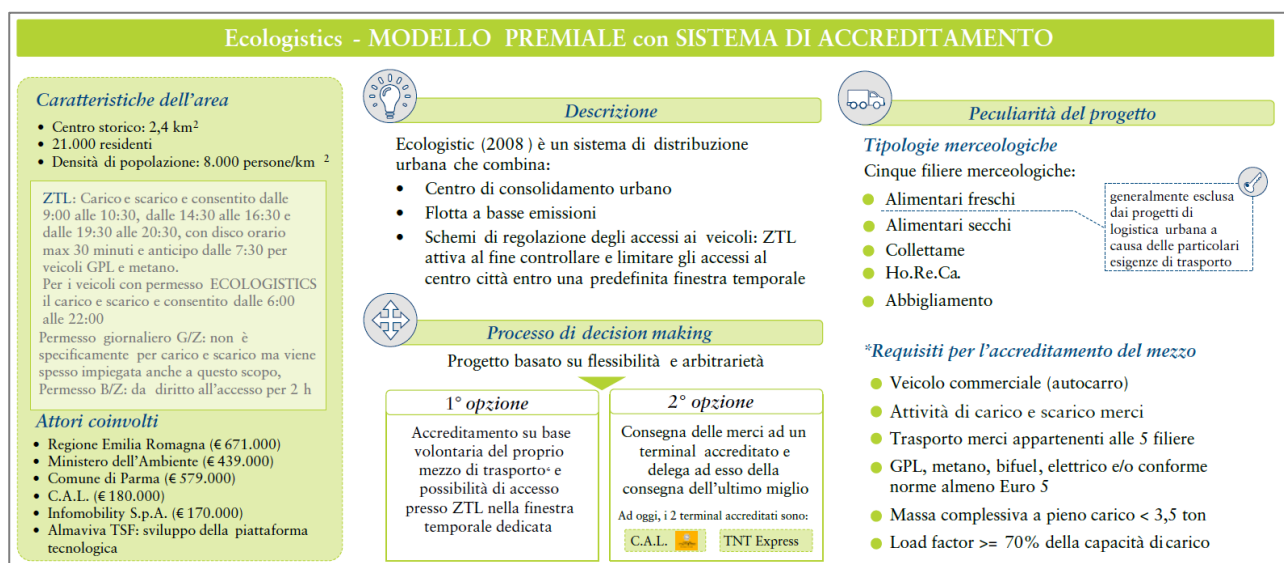 Ecologistics - MODELLO PREMIALE con SISTEMA DI ACCREDITAMENTO
Caratteristiche dell'area
• Centro storico: 2,4 km²
• 21.000 residenti
• Densità di popolazione: 8.000 persone/km ²
ZTL: Carico e scarico e consentito dalle
9:00 alle 10:30, dalle 14:30 alle 16:30 e
dalle 19:30 alle 20:30, con disco orario
max 30 minuti e anticipo dalle 7:30 per
veicoli GPL e metano.
Per i veicoli con permesso ECOLOGISTICS
il carico e scarico e consentito dalle 6:00
alle 22:00
Permesso giornaliero G/Z: non è
specificamente per carico e scarico ma viene
spesso impiegata anche a questo scopo,
Permesso B/Z: da diritto all'accesso per 2 h
Attori coinvolti
• Regione Emilia Romagna (€ 671.000)
• Ministero dell'Ambiente (€ 439.000)
• Comune di Parma (€ 579.000)
• C.A.L. (€ 180.000)
• Infomobility S.p.A. (€ 170.000)
• Almaviva TSF: sviluppo della piattaforma
tecnologica
Descrizione
Ecologistic (2008) è un sistema di distribuzione
urbana che combina:
• Centro di consolidamento urbano
• Flotta a basse emissioni
• Schemi di regolazione degli accessi ai veicoli: ZTL
attiva al fine controllare e limitare gli accessi al
centro città entro una predefinita finestra temporale
Processo di decision making
Progetto basato su flessibilità e arbitrarietà
1° opzione
Accreditamento su base
volontaria del proprio
mezzo di trasporto* e
possibilità di accesso
presso ZTL nella finestra
temporale dedicata
2° opzione
Consegna delle merci ad un
terminal accreditato e
delega ad esso della
consegna dell'ultimo miglio
Ad oggi, i 2 terminal accreditati sono:
C.A.L.
TNT Express
Peculiarità del progetto
Tipologie merceologiche
Cinque filiere merceologiche:
● Alimentari freschi
● Alimentari secchi
● Collettame
● Ho.Re.Ca.
● Abbigliamento
generalmente esclusa
dai progetti di
logistica urbana a
causa delle particolari
esigenze di trasporto
*Requisiti per l'accreditamento del mezzo
● Veicolo commerciale (autocarro)
● Attività di carico e scarico merci
● Trasporto merci appartenenti alle 5 filiere
● GPL, metano, bifuel, elettrico e/o conforme
norme almeno Euro 5
● Massa complessiva a pieno carico < 3,5 ton
● Load factor >= 70% della capacità di carico